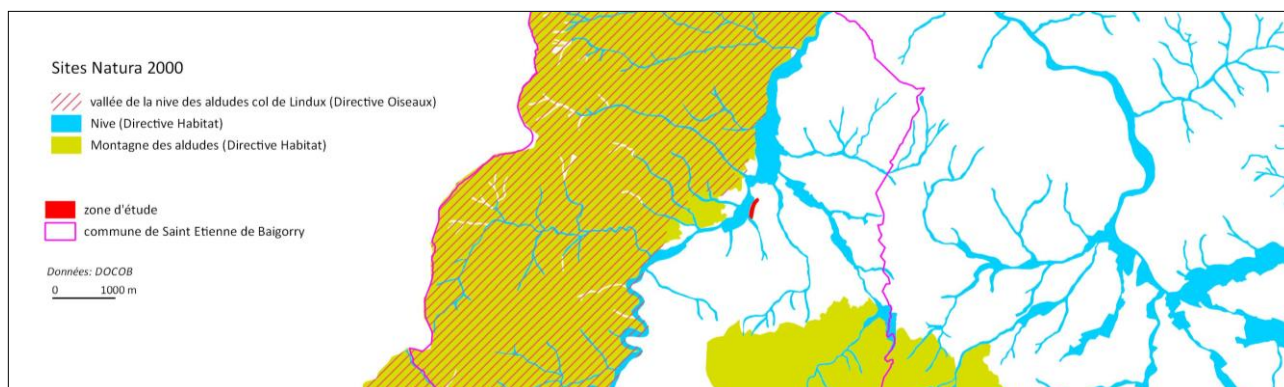 Sites Natura 2000
vallée de la nive des aldudes col de Lindux (Directive Oiseaux)
Nive (Directive Habitat)
Montagne des aldudes (Directive Habitat)
zone d'étude
commune de Saint Etienne de Baigorry
Données: DOCOB
0 1000 m